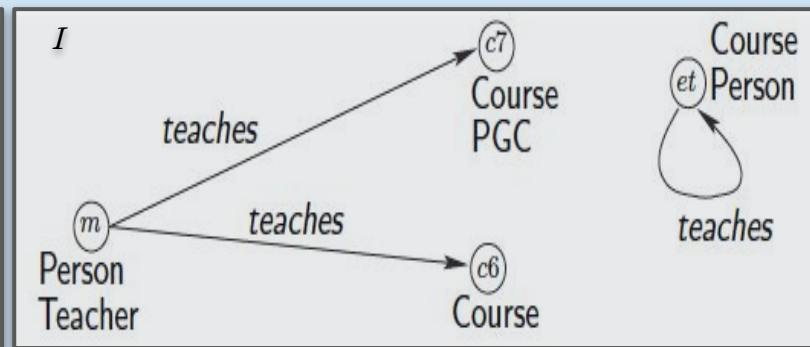 I
c7
Course
PGC
Course
et Person
teaches
teaches
teaches
m
Person
Teacher
c6
Course